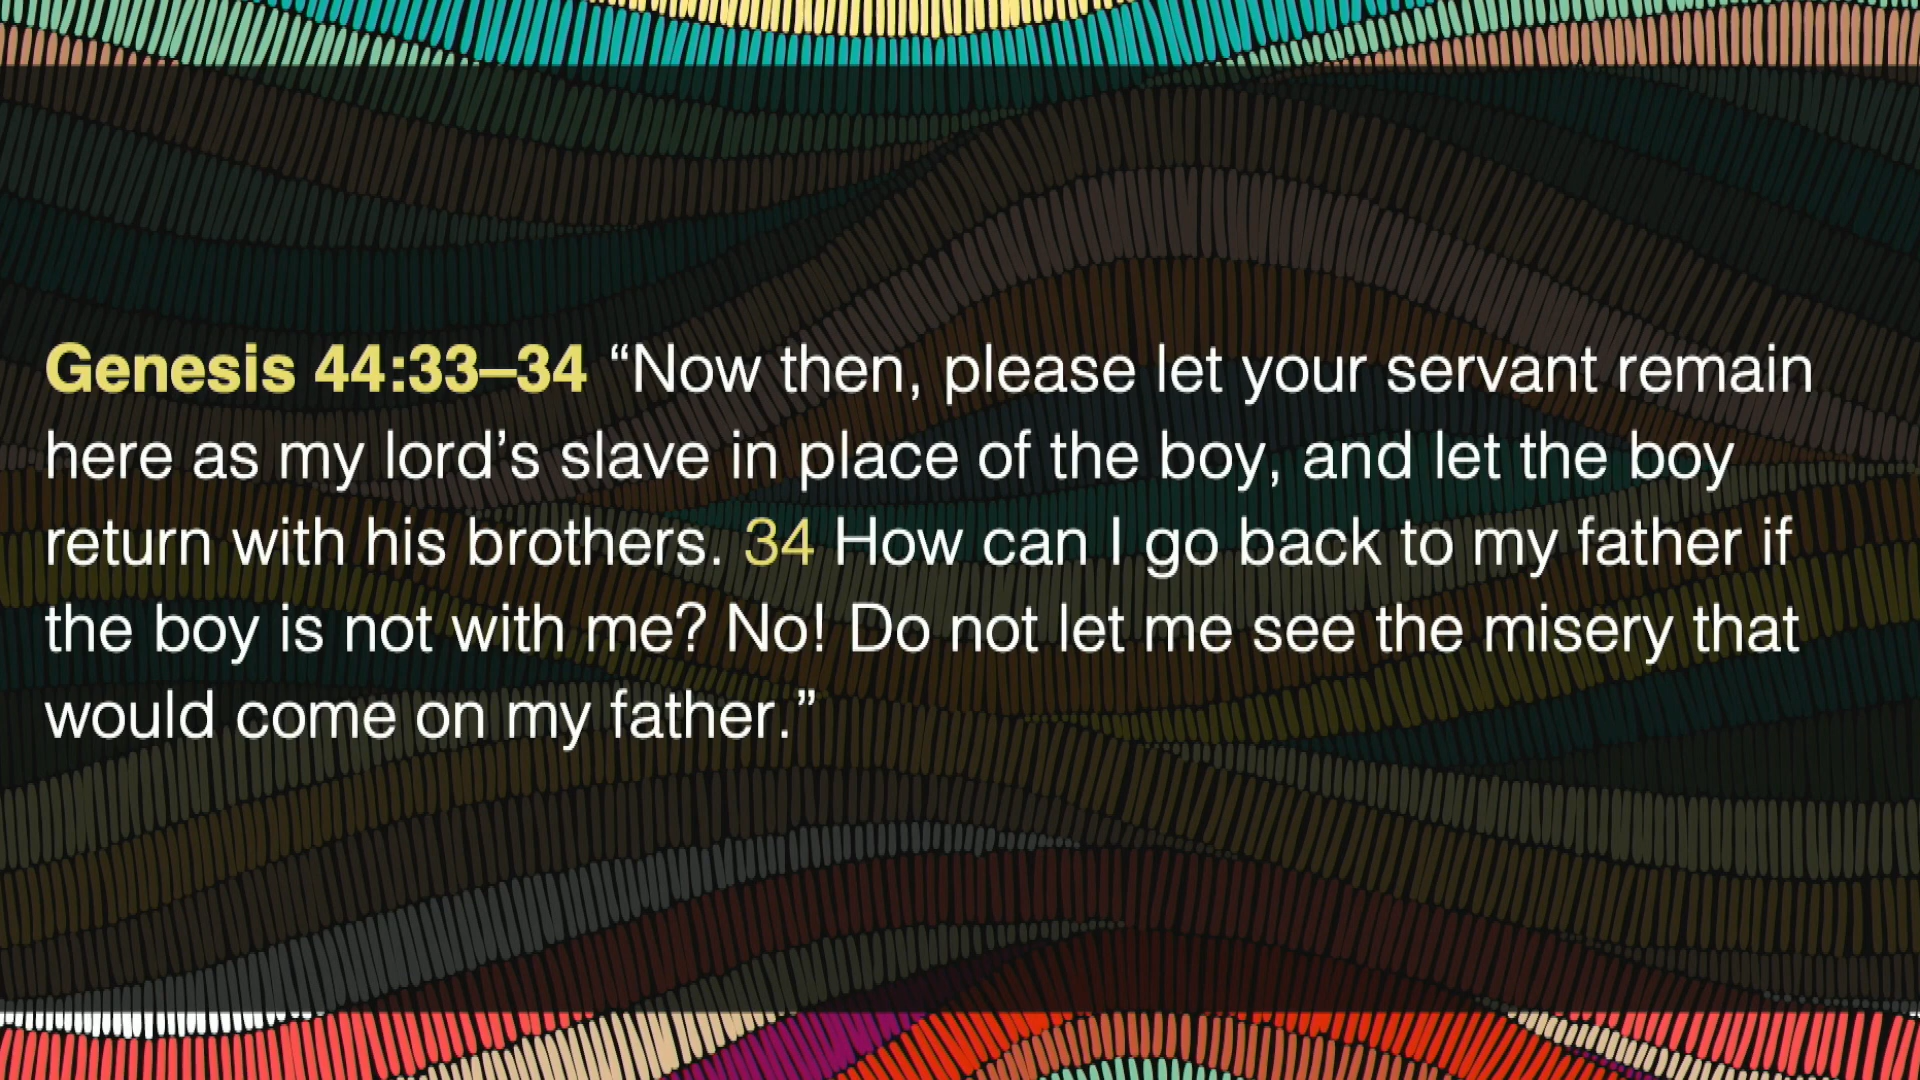 Genesis 44:33–34 “Now then, please let your servant remain
here as my lord’s slave in place of the boy, and let the boy
return with his brothers. 34 How can I go back to my father if
the boy is not with me? No! Do not let me see the misery that
would come on my father.”